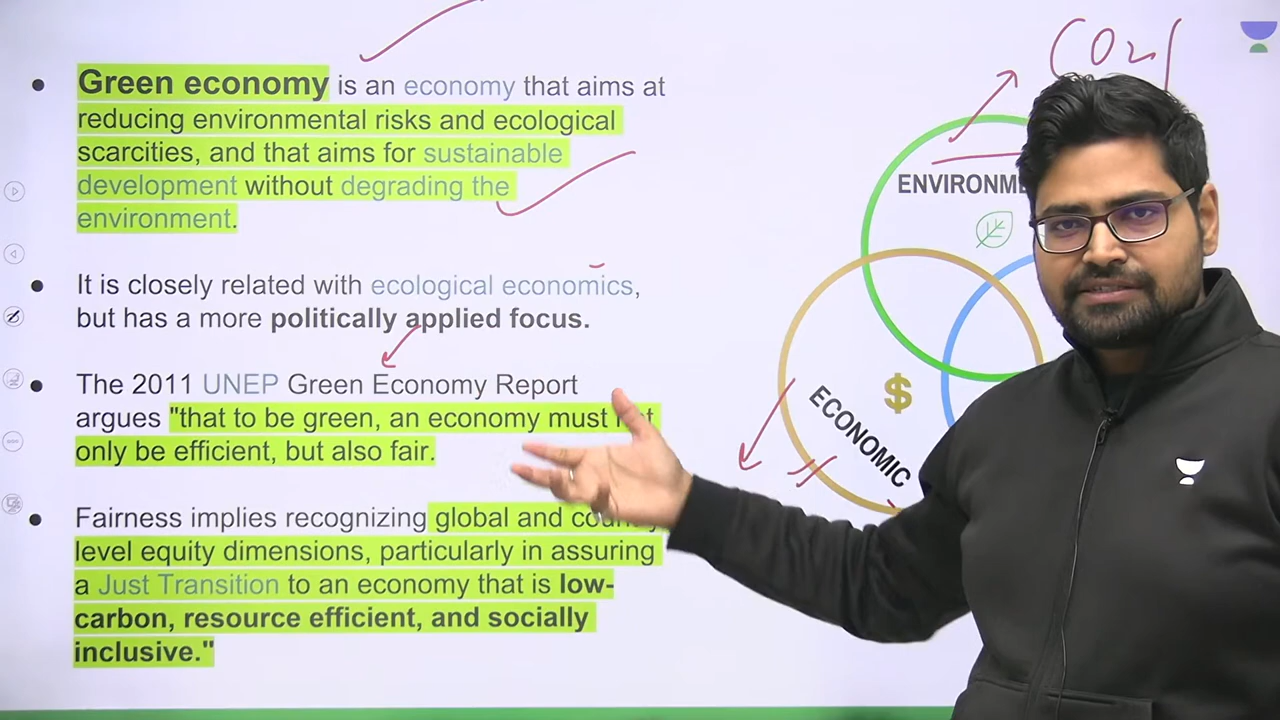 Green economy is an economy that aims at
reducing environmental risks and ecological
scarcities, and that aims for sustainable
development without degrading the
environment.
It is closely related with ecological economics,
but has a more politically applied focus.
The 2011 UNEP Green Economy Report
argues "that to be green, an economy must
only be efficient, but also fair.
Fairness implies recognizing global and
level equity dimensions, particularly in assuring
a Just Transition to an economy that is low-
carbon, resource efficient, and socially
inclusive."
CO2
ENVIRONME
$
ECONOMIC